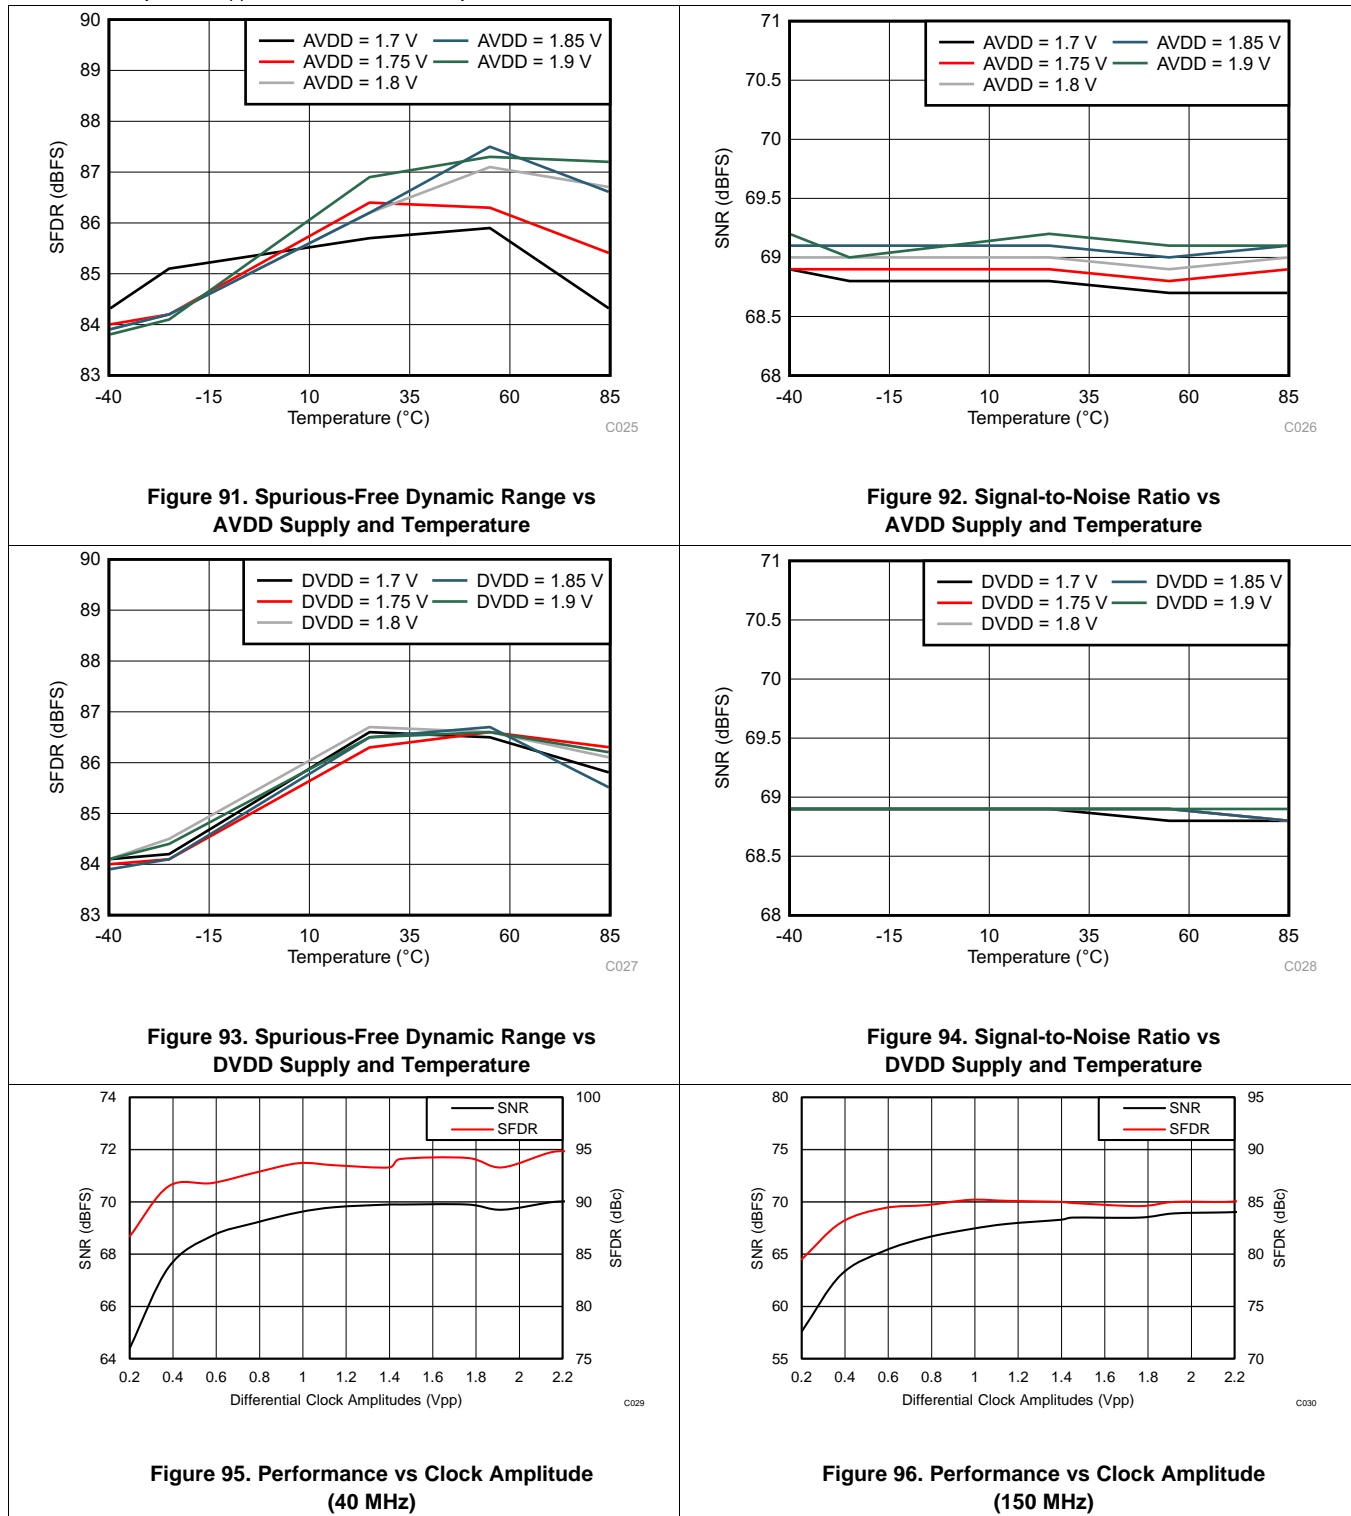 90
89
88
87
86
85
84
83
SFDR (dBFS)
AVDD = 1.7 V
AVDD = 1.75 V
AVDD = 1.8 V
AVDD = 1.85 V
AVDD = 1.9 V
-40 -15 10 35 60 85
Temperature (°C)
C025
Figure 91. Spurious-Free Dynamic Range vs
AVDD Supply and Temperature
71
70.5
70
69.5
69
68.5
68
SNR (dBFS)
AVDD = 1.7 V
AVDD = 1.75 V
AVDD = 1.8 V
AVDD = 1.85 V
AVDD = 1.9 V
-40 -15 10 35 60 85
Temperature (°C)
C026
Figure 92. Signal-to-Noise Ratio vs
AVDD Supply and Temperature
90
89
88
87
86
85
84
83
SFDR (dBFS)
DVDD = 1.7 V
DVDD = 1.75 V
DVDD = 1.8 V
DVDD = 1.85 V
DVDD = 1.9 V
-40 -15 10 35 60 85
Temperature (°C)
C027
Figure 93. Spurious-Free Dynamic Range vs
DVDD Supply and Temperature
71
70.5
70
69.5
69
68.5
68
SNR (dBFS)
DVDD = 1.7 V
DVDD = 1.75 V
DVDD = 1.8 V
DVDD = 1.85 V
DVDD = 1.9 V
-40 -15 10 35 60 85
Temperature (°C)
C028
Figure 94. Signal-to-Noise Ratio vs
DVDD Supply and Temperature
74
72
70
68
66
64
SNR (dBFS)
SNR
SFDR
100
95
90
85
80
75
SFDR (dBc)
0.2 0.4 0.6 0.8 1 1.2 1.4 1.6 1.8 2 2.2
Differential Clock Amplitudes (Vpp)
C029
Figure 95. Performance vs Clock Amplitude
(40 MHz)
80
75
70
65
60
55
SNR (dBFS)
SNR
SFDR
95
90
85
80
75
70
SFDR (dBc)
0.2 0.4 0.6 0.8 1 1.2 1.4 1.6 1.8 2 2.2
Differential Clock Amplitudes (Vpp)
C030
Figure 96. Performance vs Clock Amplitude
(150 MHz)